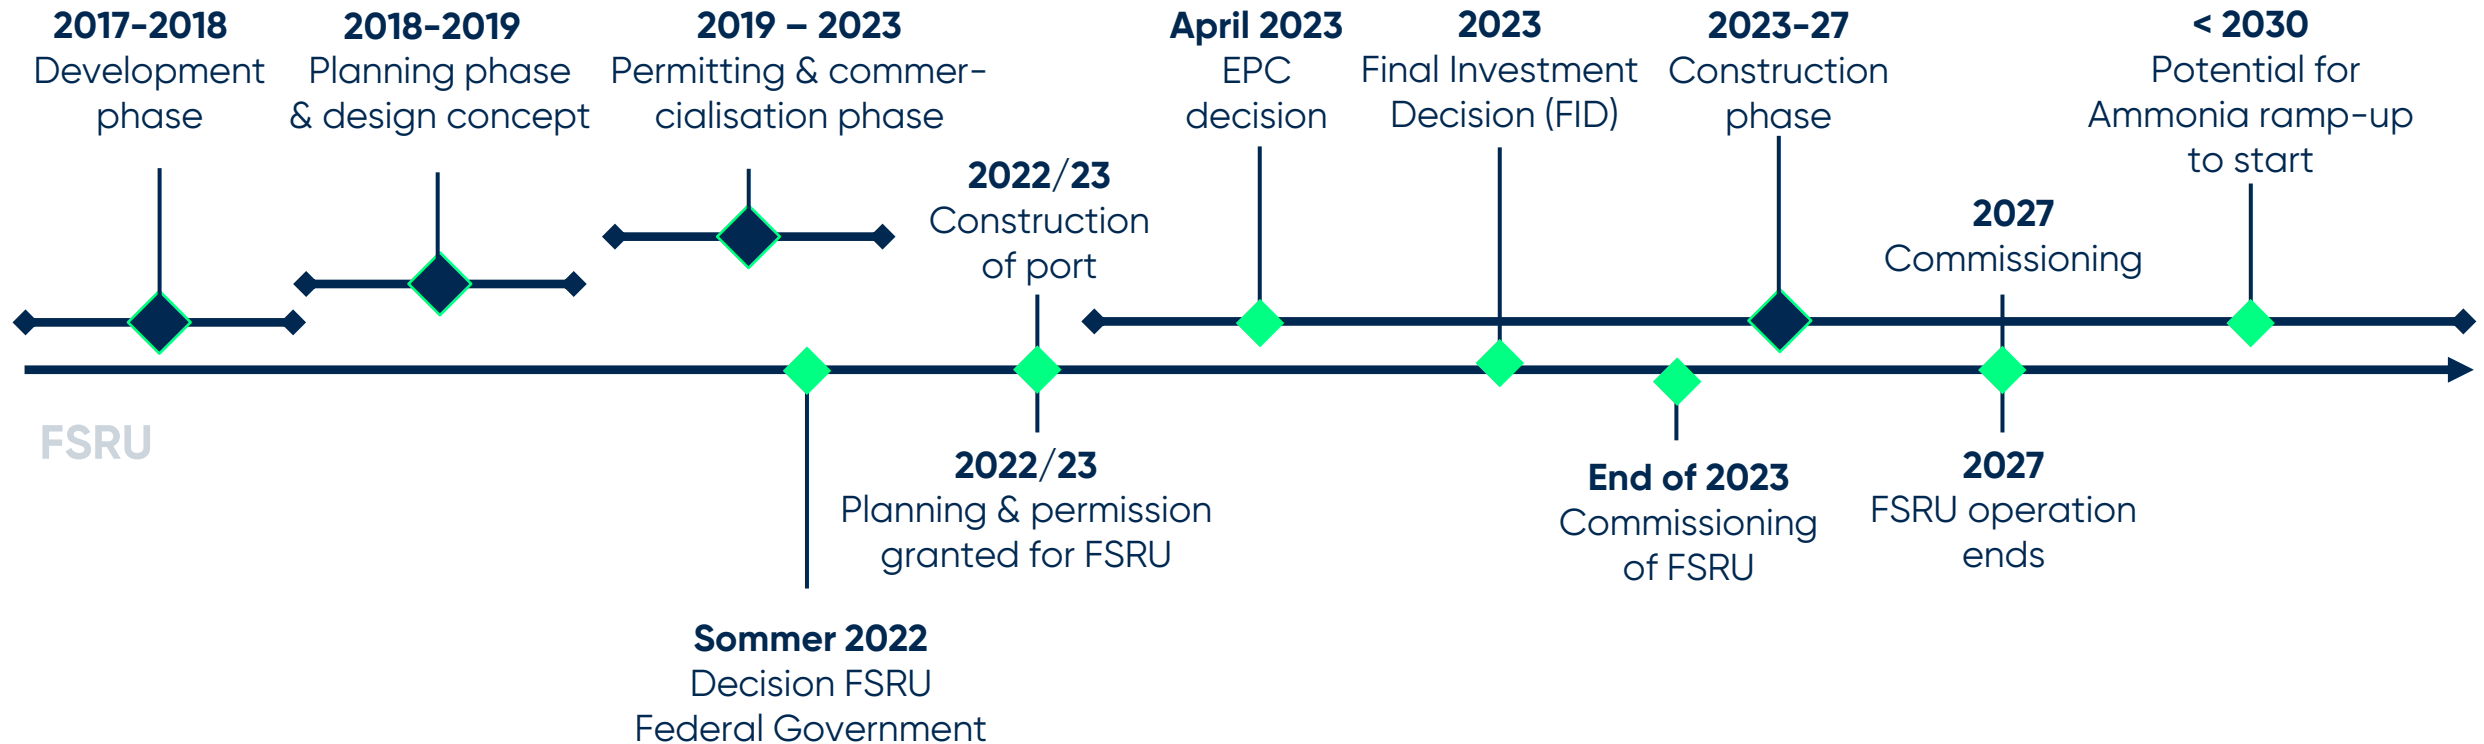 2017-2018
Development
phase
2018-2019
Planning phase
& design concept
2019 – 2023
Permitting & commer-
cialisation phase
2022/23
Construction
of port
April 2023
EPC
decision
2023
Final Investment
Decision (FID)
2023-27
Construction
phase
2027
Commissioning
< 2030
Potential for
Ammonia ramp-up
to start
FSRU
Sommer 2022
Decision FSRU
Federal Government
2022/23
Planning & permission
granted for FSRU
End of 2023
Commissioning
of FSRU
2027
FSRU operation
ends